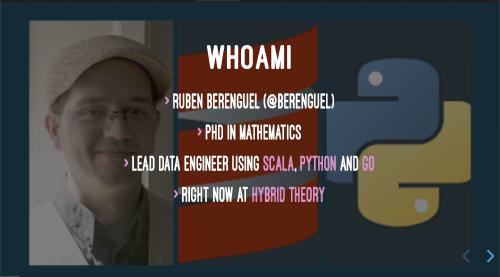 WHOAMI
› RUBEN BERENGUEL (@BERENGUEL)
› PHD IN MATHEMATICS
› LEAD DATA ENGINEER USING SCALA, PYTHON AND GO
› RIGHT NOW AT HYBRID THEORY